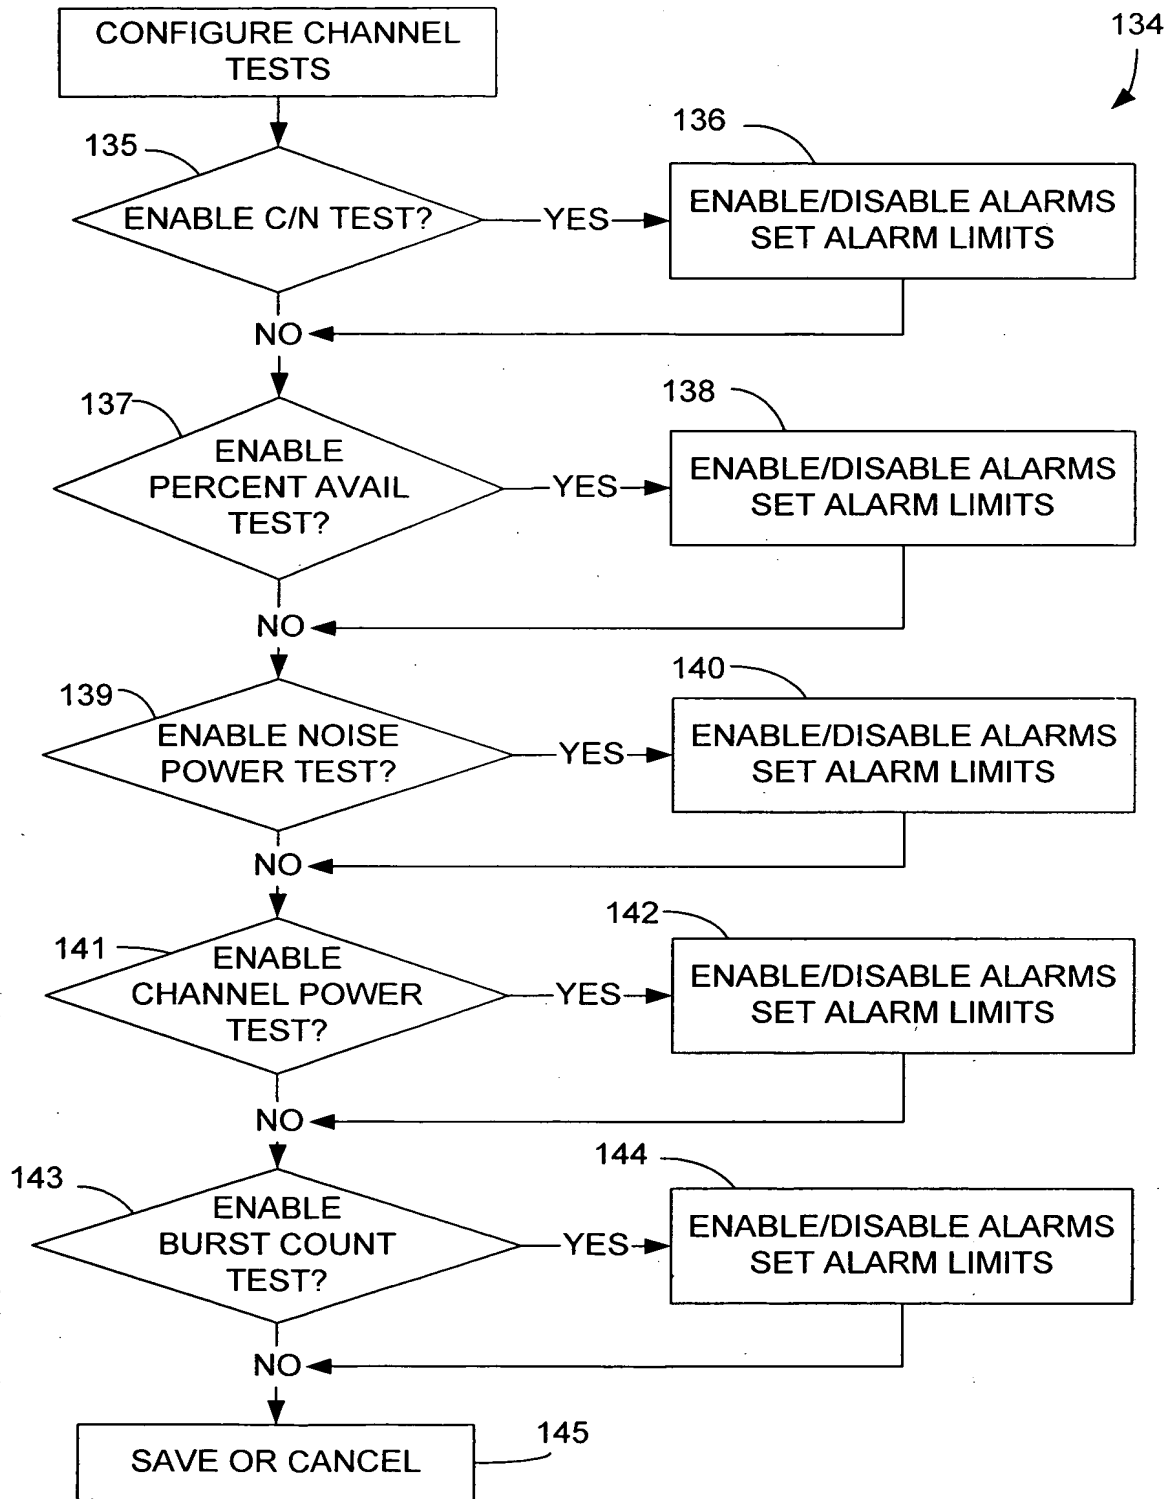 CONFIGURE CHANNEL
TESTS
134
135
136
ENABLE C/N TEST?
YES
ENABLE/DISABLE ALARMS
SET ALARM LIMITS
NO
137
138
ENABLE
PERCENT AVAIL
TEST?
YES
ENABLE/DISABLE ALARMS
SET ALARM LIMITS
NO
139
140
ENABLE NOISE
POWER TEST?
YES
ENABLE/DISABLE ALARMS
SET ALARM LIMITS
NO
141
142
ENABLE
CHANNEL POWER
TEST?
YES
ENABLE/DISABLE ALARMS
SET ALARM LIMITS
NO
143
144
ENABLE
BURST COUNT
TEST?
YES
ENABLE/DISABLE ALARMS
SET ALARM LIMITS
NO
SAVE OR CANCEL
145